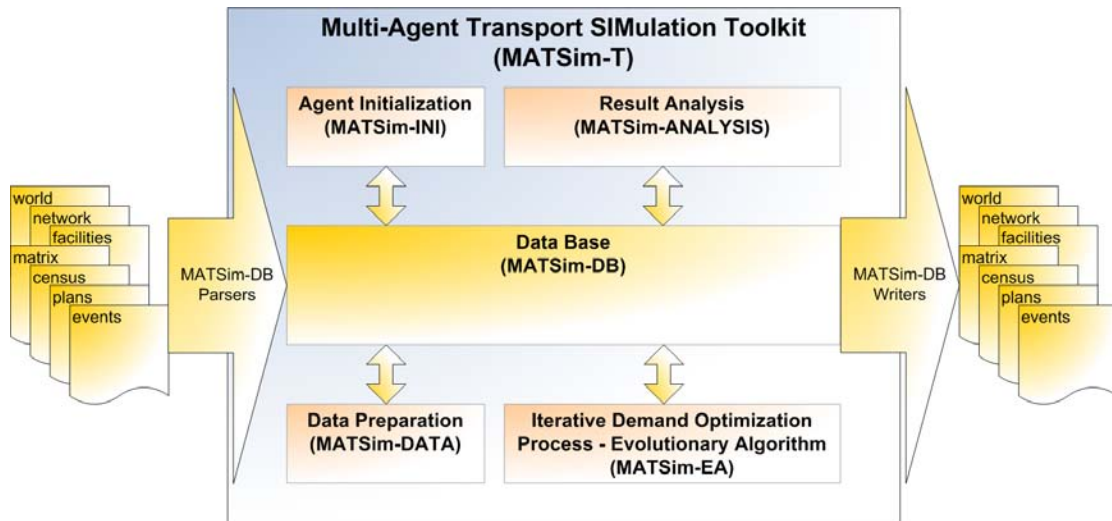 Multi-Agent Transport SIMulation Toolkit
(MATSim-T)
Agent Initialization
(MATSim-INI)
Result Analysis
(MATSim-ANALYSIS)
world
network
facilities
matrix
census
plans
events
MATSim-DB
Parsers
Data Base
(MATSim-DB)
MATSim-DB
Writers
world
network
facilities
matrix
census
plans
events
Data Preparation
(MATSim-DATA)
Iterative Demand Optimization
Process - Evolutionary Algorithm
(MATSim-EA)